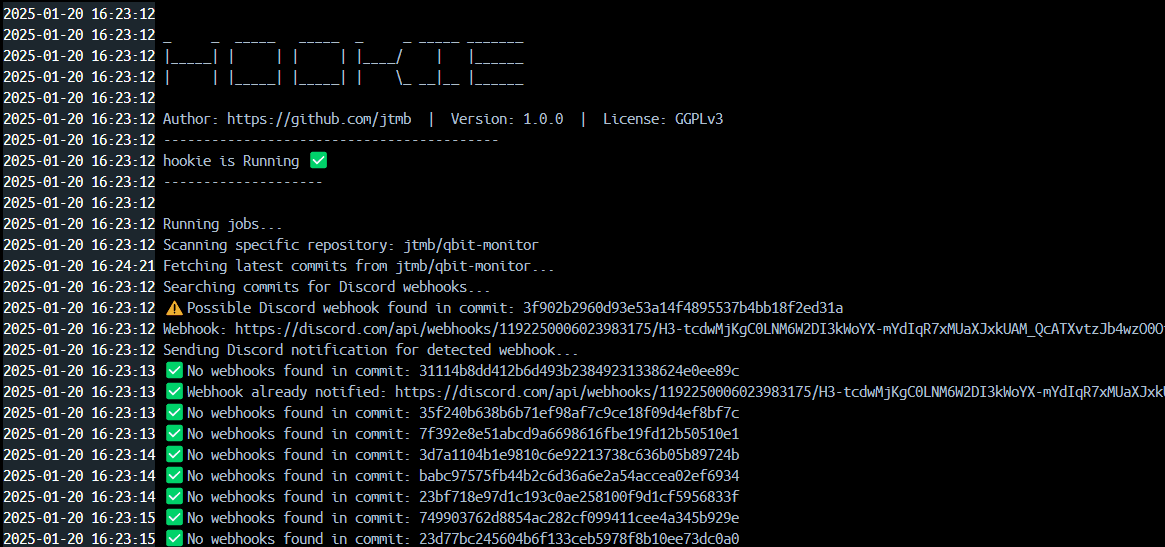 2025-01-20 16:23:12
2025-01-20 16:23:12 _ _ _____ _____ _ _ _____ _______
2025-01-20 16:23:12 |_____| | | | | |____/ | |______
2025-01-20 16:23:12 | | |_____| |_____| | \_ __|__ |______
2025-01-20 16:23:12
2025-01-20 16:23:12 Author: https://github.com/jtmb | Version: 1.0.0 | License: GGPLv3
2025-01-20 16:23:12 ------------------------------------------
2025-01-20 16:23:12 hookie is Running ✅
2025-01-20 16:23:12 --------------------
2025-01-20 16:23:12
2025-01-20 16:23:12 Running jobs...
2025-01-20 16:23:12 Scanning specific repository: jtmb/qbit-monitor
2025-01-20 16:24:21 Fetching latest commits from jtmb/qbit-monitor...
2025-01-20 16:23:12 Searching commits for Discord webhooks...
2025-01-20 16:23:12 ⚠️ Possible Discord webhook found in commit: 3f902b2960d93e53a14f4895537b4bb18f2ed31a
2025-01-20 16:23:12 Webhook: https://discord.com/api/webhooks/1192250006023983175/H3-tcdwMjKgC0LNM6W2DI3kWoYX-mYdIqR7xMUaXJxkUAM_QcATXvtzJb4wzO0O
2025-01-20 16:23:12 Sending Discord notification for detected webhook...
2025-01-20 16:23:13 ✅ No webhooks found in commit: 31114b8dd412b6d493b23849231338624e0ee89c
2025-01-20 16:23:12 ✅ Webhook already notified: https://discord.com/api/webhooks/1192250006023983175/H3-tcdwMjKgC0LNM6W2DI3kWoYX-mYdIqR7xMUaXJxk
2025-01-20 16:23:13 ✅ No webhooks found in commit: 35f240b638b6b71ef98af7c9ce18f09d4ef8bf7c
2025-01-20 16:23:13 ✅ No webhooks found in commit: 7f392e8e51abcd9a6698616fbe19fd12b50510e1
2025-01-20 16:23:14 ✅ No webhooks found in commit: 3d7a1104b1e9810c6e92213738c636b05b89724b
2025-01-20 16:23:14 ✅ No webhooks found in commit: babc97575fb44b2c6d36a6e2a54accea02ef6934
2025-01-20 16:23:14 ✅ No webhooks found in commit: 23bf718e97d1c193c0ae258100f9d1cf5956833f
2025-01-20 16:23:15 ✅ No webhooks found in commit: 749903762d8854ac282cf099411cee4a345b929e
2025-01-20 16:23:15 ✅ No webhooks found in commit: 23d77bc245604b6f133ceb5978f8b10ee73dc0a0